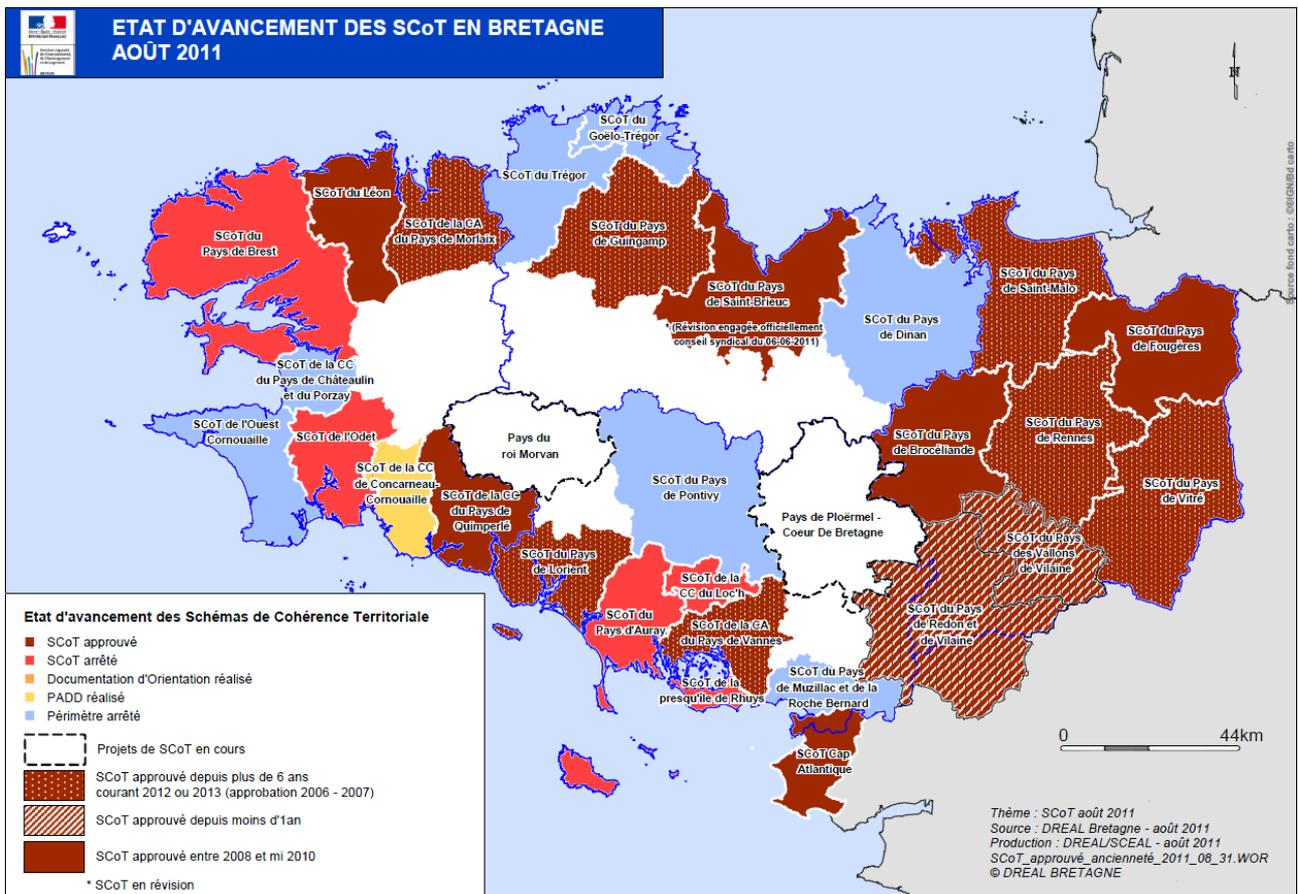 ETAT D'AVANCEMENT DES SCoT EN BRETAGNE
AOÛT 2011
N
Source fond carto : ©IGN/Bd carto
SCoT du
Goëlo-Trégor
SCoT du Trégor
SCoT du Léon
SCoT de la CA
du Pays de Morlaix
SCoT du Pays
de Guingamp
SCoT du
Pays de Brest
SCoT du Pays
de Saint-Brieuc
* (Révision engagée officiellement
conseil syndical du 06-06-2011)
SCoT du Pays
de Dinan
SCoT du Pays
de Saint-Malo
SCoT du Pays
de Fougères
SCoT de la CC
du Pays de Châteaulin
et du Porzay
SCoT de l'Ouest
Cornouaille
SCoT de l'Odet
Pays du
roi Morvan
SCoT du Pays
de Brocéliande
SCoT du Pays
de Rennes
SCoT de la CC
de Concarneau-
Cornouaille
SCoT de la CC
du Pays de
Quimperlé
SCoT du Pays
de Pontivy
SCoT du Pays
de Vitré
Pays de Ploërmel -
Coeur De Bretagne
SCoT du Pays
des Vallons
de Vilaine
SCoT du Pays
de Lorient
SCoT de la
CC du Loc'h
SCoT du
Pays d'Auray
SCoT de la CA
du Pays de Vannes
SCoT du Pays
de Redon et
de Vilaine
SCoT de la
presqu'île de Rhuys
SCoT du Pays
de Muzillac et de la
Roche Bernard
SCoT Cap
Atlantique
Etat d'avancement des Schémas de Cohérence Territoriale
SCoT approuvé
SCoT arrêté
Documentation d'Orientation réalisé
PADD réalisé
Périmètre arrêté
Projets de SCoT en cours
SCoT approuvé depuis plus de 6 ans
courant 2012 ou 2013 (approbation 2006 - 2007)
SCoT approuvé depuis moins d'1an
SCoT approuvé entre 2008 et mi 2010
* SCoT en révision
0 44km
Thème : SCoT août 2011
Source : DREAL Bretagne - août 2011
Production : DREAL/SCEAL - août 2011
SCoT_approuvé_ancienneté_2011_08_31.WOR
© DREAL BRETAGNE